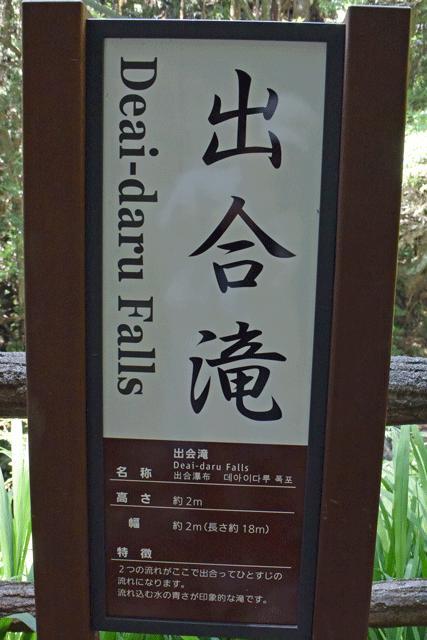 出合滝
Deai-daru Falls
名称 出会滝
Deai-daru Falls
出合瀑布 데아이다루 폭포
高さ 約2m
幅 約2m(長さ約18m)
特徴
2つの流れがここで出合ってひとすじの
流れになります。
流れ込む水の青さが印象的な滝です。